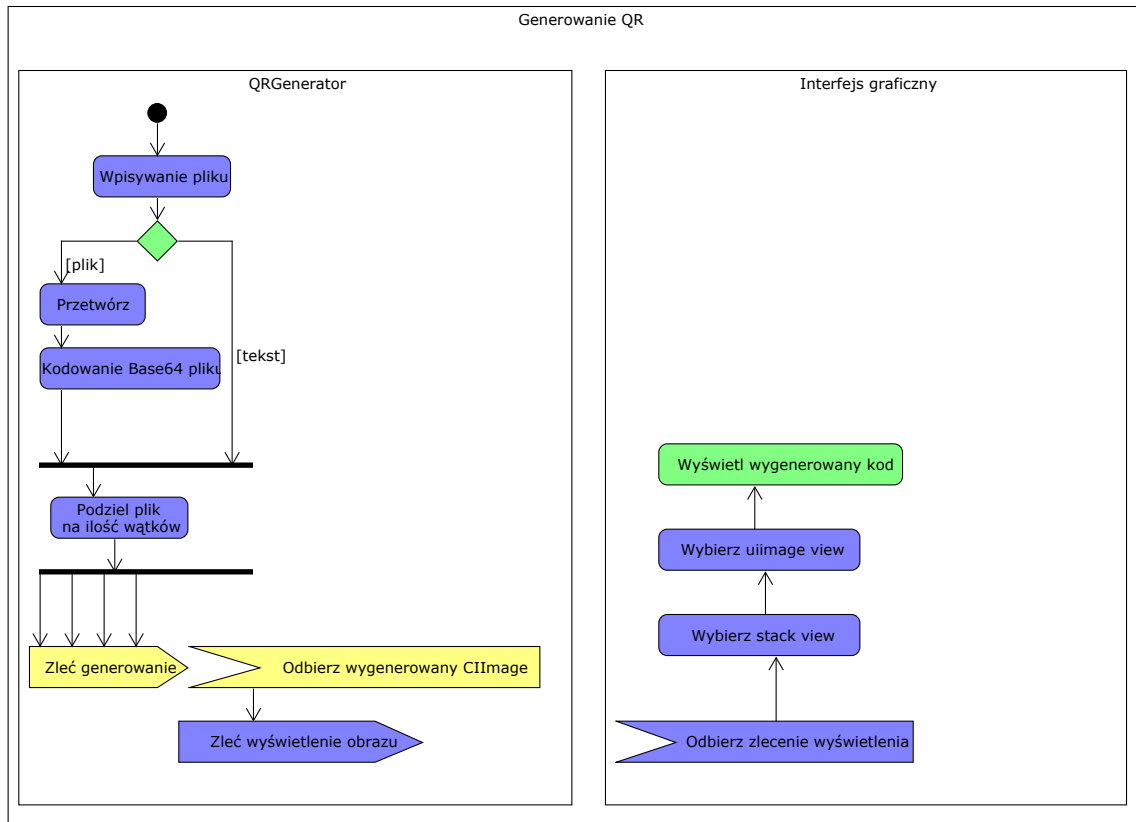 Generowanie QR
QRGenerator
Wpisywanie pliku
[plik]
Przetwórz
Kodowanie Base64 pliku
[tekst]
Podziel plik
na ilość wątków
Zleć generowanie
Odbierz wygenerowany CIImage
Zleć wyświetlenie obrazu
Interfejs graficzny
Wyświetl wygenerowany kod
Wybierz uiimage view
Wybierz stack view
Odbierz zlecenie wyświetlenia